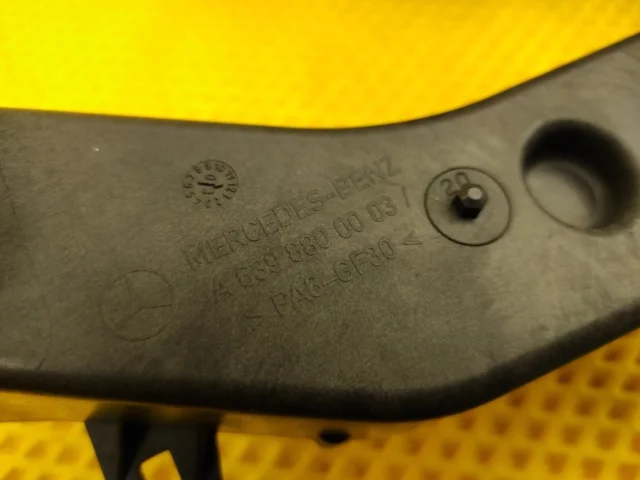 MERCEDES-BENZ
A 639 880 00 03 /
> PA6-GF30 <
20